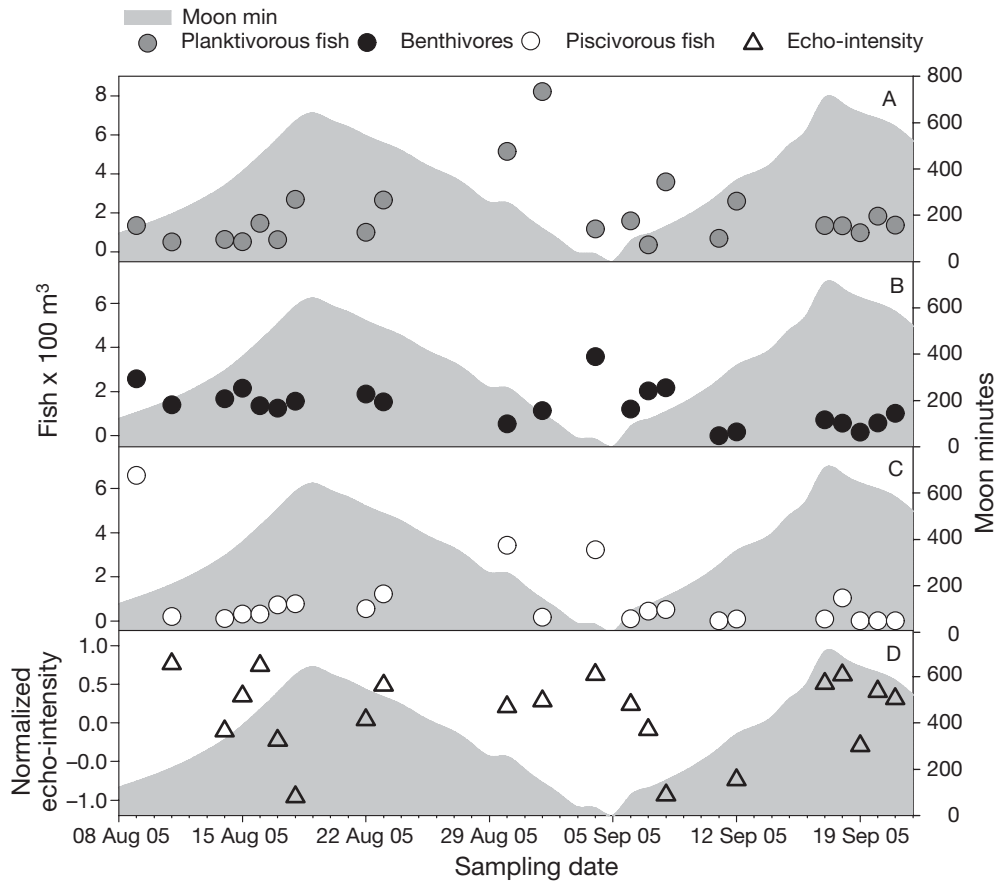 Moon min
Planktivorous fish Benthivores Piscivorous fish Echo-intensity
A
8
6
4
2
0
800
600
400
200
0
B
6
4
2
0
600
400
200
0
C
6
4
2
0
600
400
200
0
D
1.0
0.5
0.0
−0.0
−1.0
600
400
200
0
Fish x 100 m³
Normalized
echo-intensity
Moon minutes
08 Aug 05 15 Aug 05 22 Aug 05 29 Aug 05 05 Sep 05 12 Sep 05 19 Sep 05
Sampling date